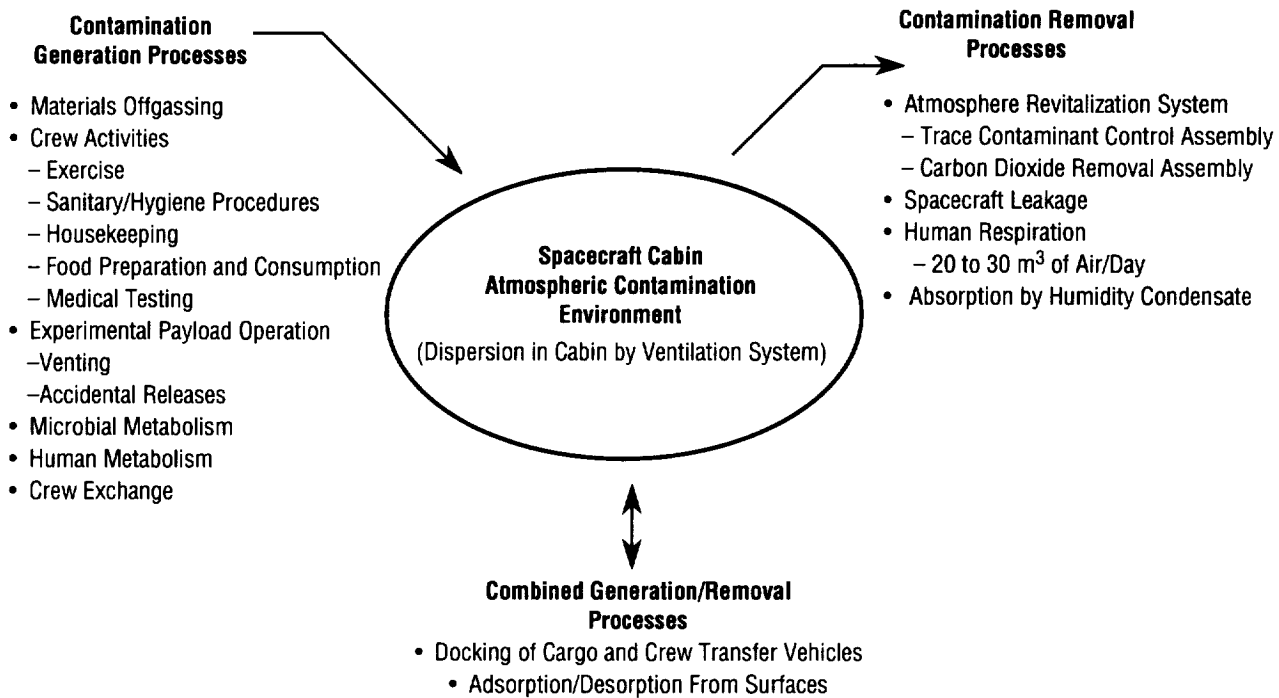 Contamination
Generation Processes
• Materials Offgassing
• Crew Activities
– Exercise
– Sanitary/Hygiene Procedures
– Housekeeping
– Food Preparation and Consumption
– Medical Testing
• Experimental Payload Operation
–Venting
–Accidental Releases
• Microbial Metabolism
• Human Metabolism
• Crew Exchange
Spacecraft Cabin
Atmospheric Contamination
Environment
(Dispersion in Cabin by Ventilation System)
Contamination Removal
Processes
• Atmosphere Revitalization System
– Trace Contaminant Control Assembly
– Carbon Dioxide Removal Assembly
• Spacecraft Leakage
• Human Respiration
– 20 to 30 m³ of Air/Day
• Absorption by Humidity Condensate
Combined Generation/Removal
Processes
• Docking of Cargo and Crew Transfer Vehicles
• Adsorption/Desorption From Surfaces